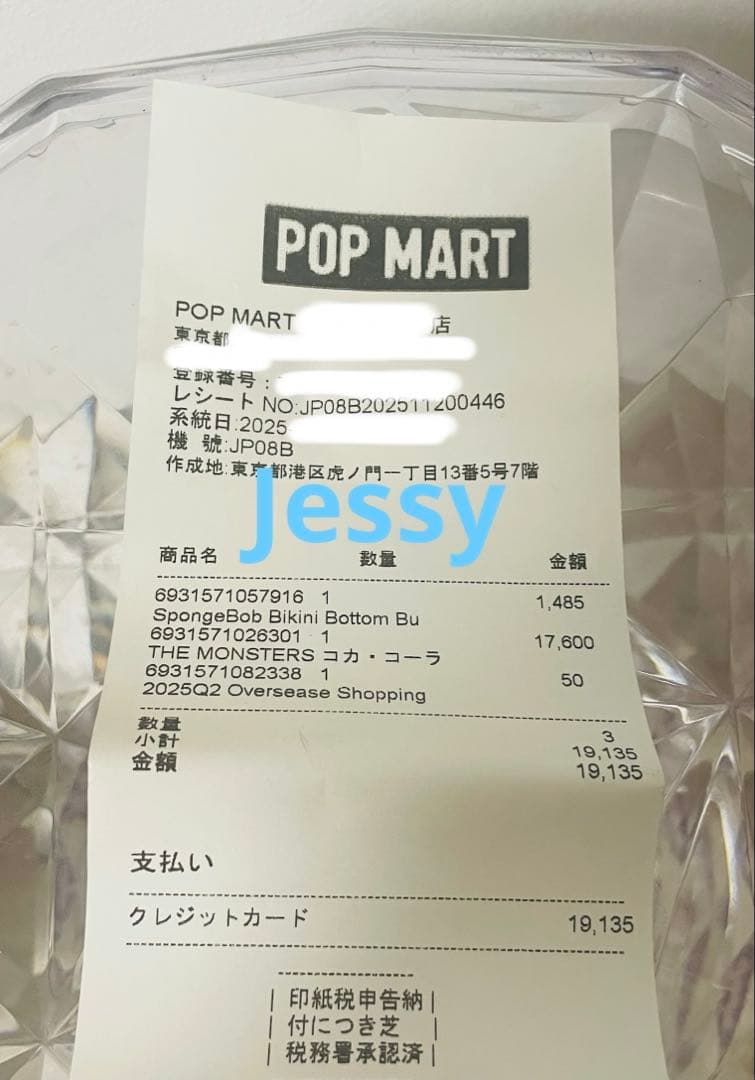 POP MART
POP MART 店
東京都
登録番号:
レシート NO:JP08B202511200446
系統日:2025-
機 號:JP08B
作成地:東京都港区虎ノ門一丁目13番5号7階
Jessy
商品名 数量 金額
6931571057916 1 1,485
SpongeBob Bikini Bottom Bu
6931571026301 1 17,600
THE MONSTERS コカ・コーラ
6931571082338 1 50
2025Q2 Oversease Shopping
數量 3
小計 19,135
金額 19,135
支払い
クレジットカード 19,135
| 印紙税申告納 |
| 付につき芝 |
| 税務署承認済 |